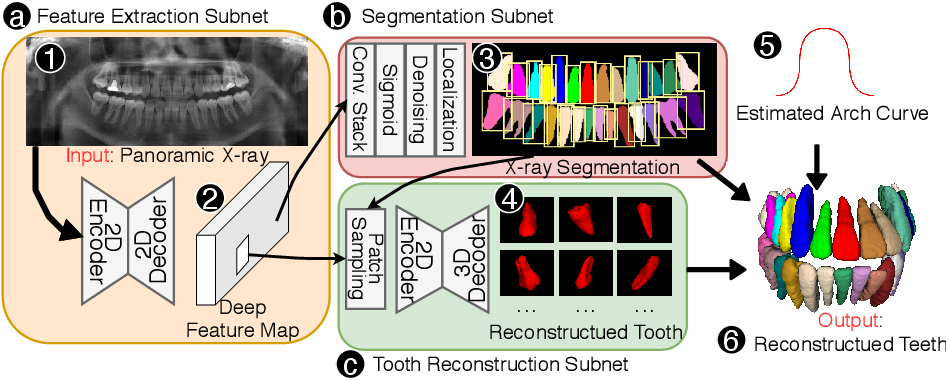 a Feature Extraction Subnet
1
Input: Panoramic X-ray
2D Encoder
2D Decoder
2
Deep
Feature Map
b Segmentation Subnet
Conv. Stack
Sigmoid
Denoising
Localization
3
X-ray Segmentation
Patch
Sampling
2D
Encoder
3D
Decoder
4
... ... ...
Reconstructued Tooth
c Tooth Reconstruction Subnet
5
Estimated Arch Curve
Output:
6 Reconstructued Teeth